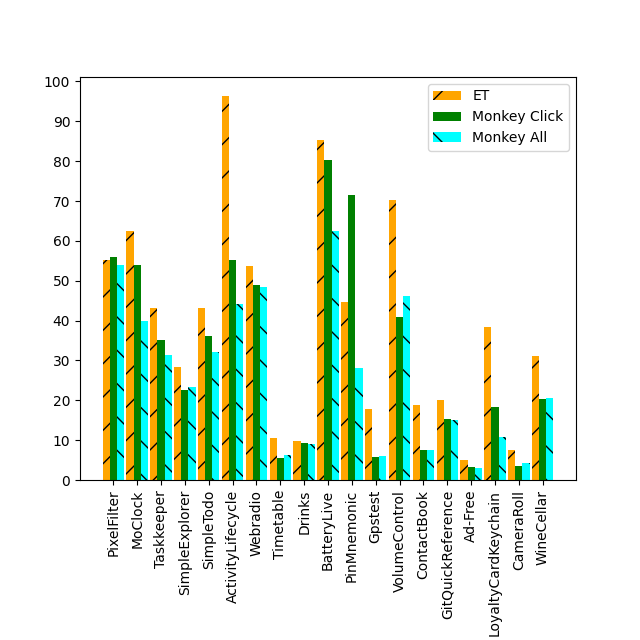 100
90
80
70
60
50
40
30
20
10
0
ET
Monkey Click
Monkey All
PixelFilter
MoClock
Taskkeeper
SimpleExplorer
SimpleTodo
ActivityLifecycle
Webradio
Timetable
Drinks
BatteryLive
PinMnemonic
Gpstest
VolumeControl
ContactBook
GitQuickReference
Ad-Free
LoyaltyCardKeychain
CameraRoll
WineCellar